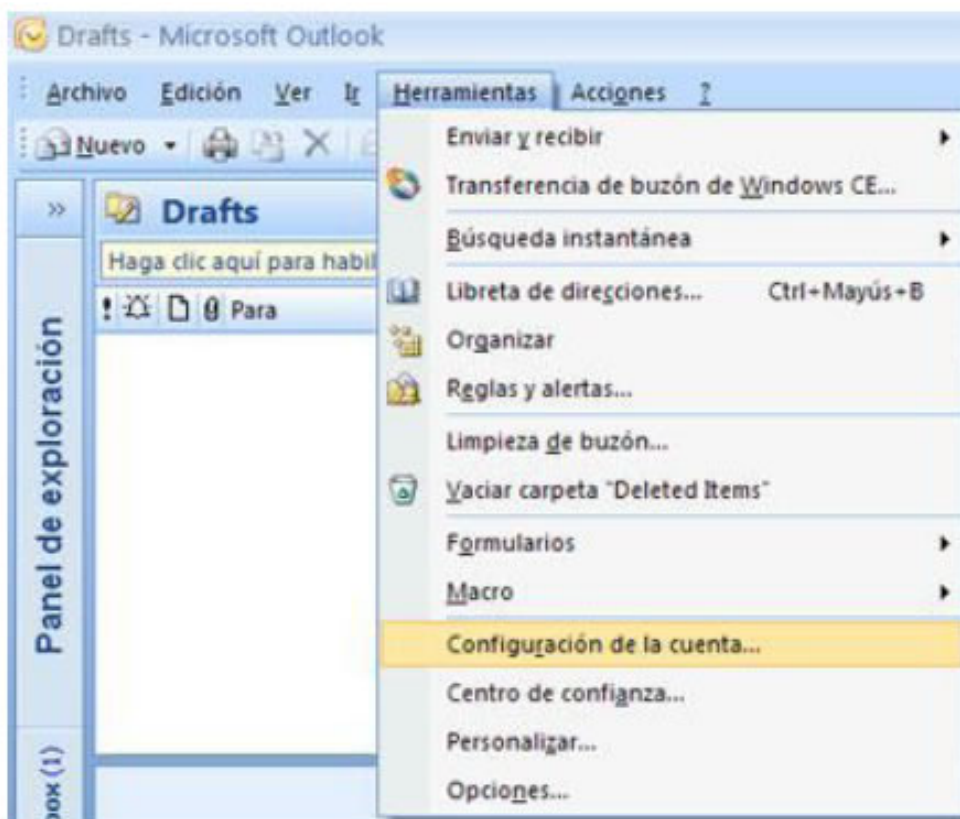 Drafts - Microsoft Outlook
Archivo Edición Ver Ir Herramientas Acciones ?
Nuevo
Enviar y recibir
Transferencia de buzón de Windows CE...
Drafts
Búsqueda instantánea
Haga clic aquí para habil
Libreta de direcciones... Ctrl+Mayús+B
Para
Organizar
Reglas y alertas...
Limpieza de buzón...
Vaciar carpeta "Deleted Items"
Formularios
Macro
Configuración de la cuenta...
Centro de confianza...
Personalizar...
Opciones...
Panel de exploración
box (1)